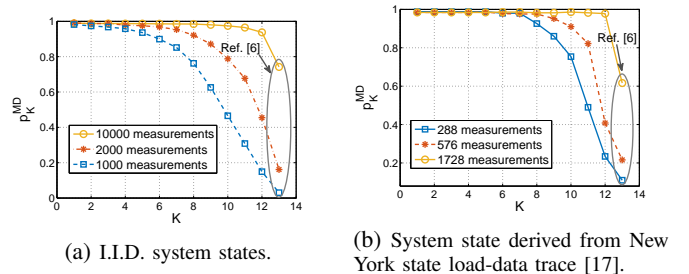 1
0.8
0.6
0.4
0.2
0
p_K^MD
Ref. [6]
10000 measurements
2000 measurements
1000 measurements
0 2 4 6 8 10 12 14
K
(a) I.I.D. system states.
1
0.8
0.6
0.4
0.2
p_K^MD
Ref. [6]
288 measurements
576 measurements
1728 measurements
0 2 4 6 8 10 12 14
K
(b) System state derived from New
York state load-data trace [17].